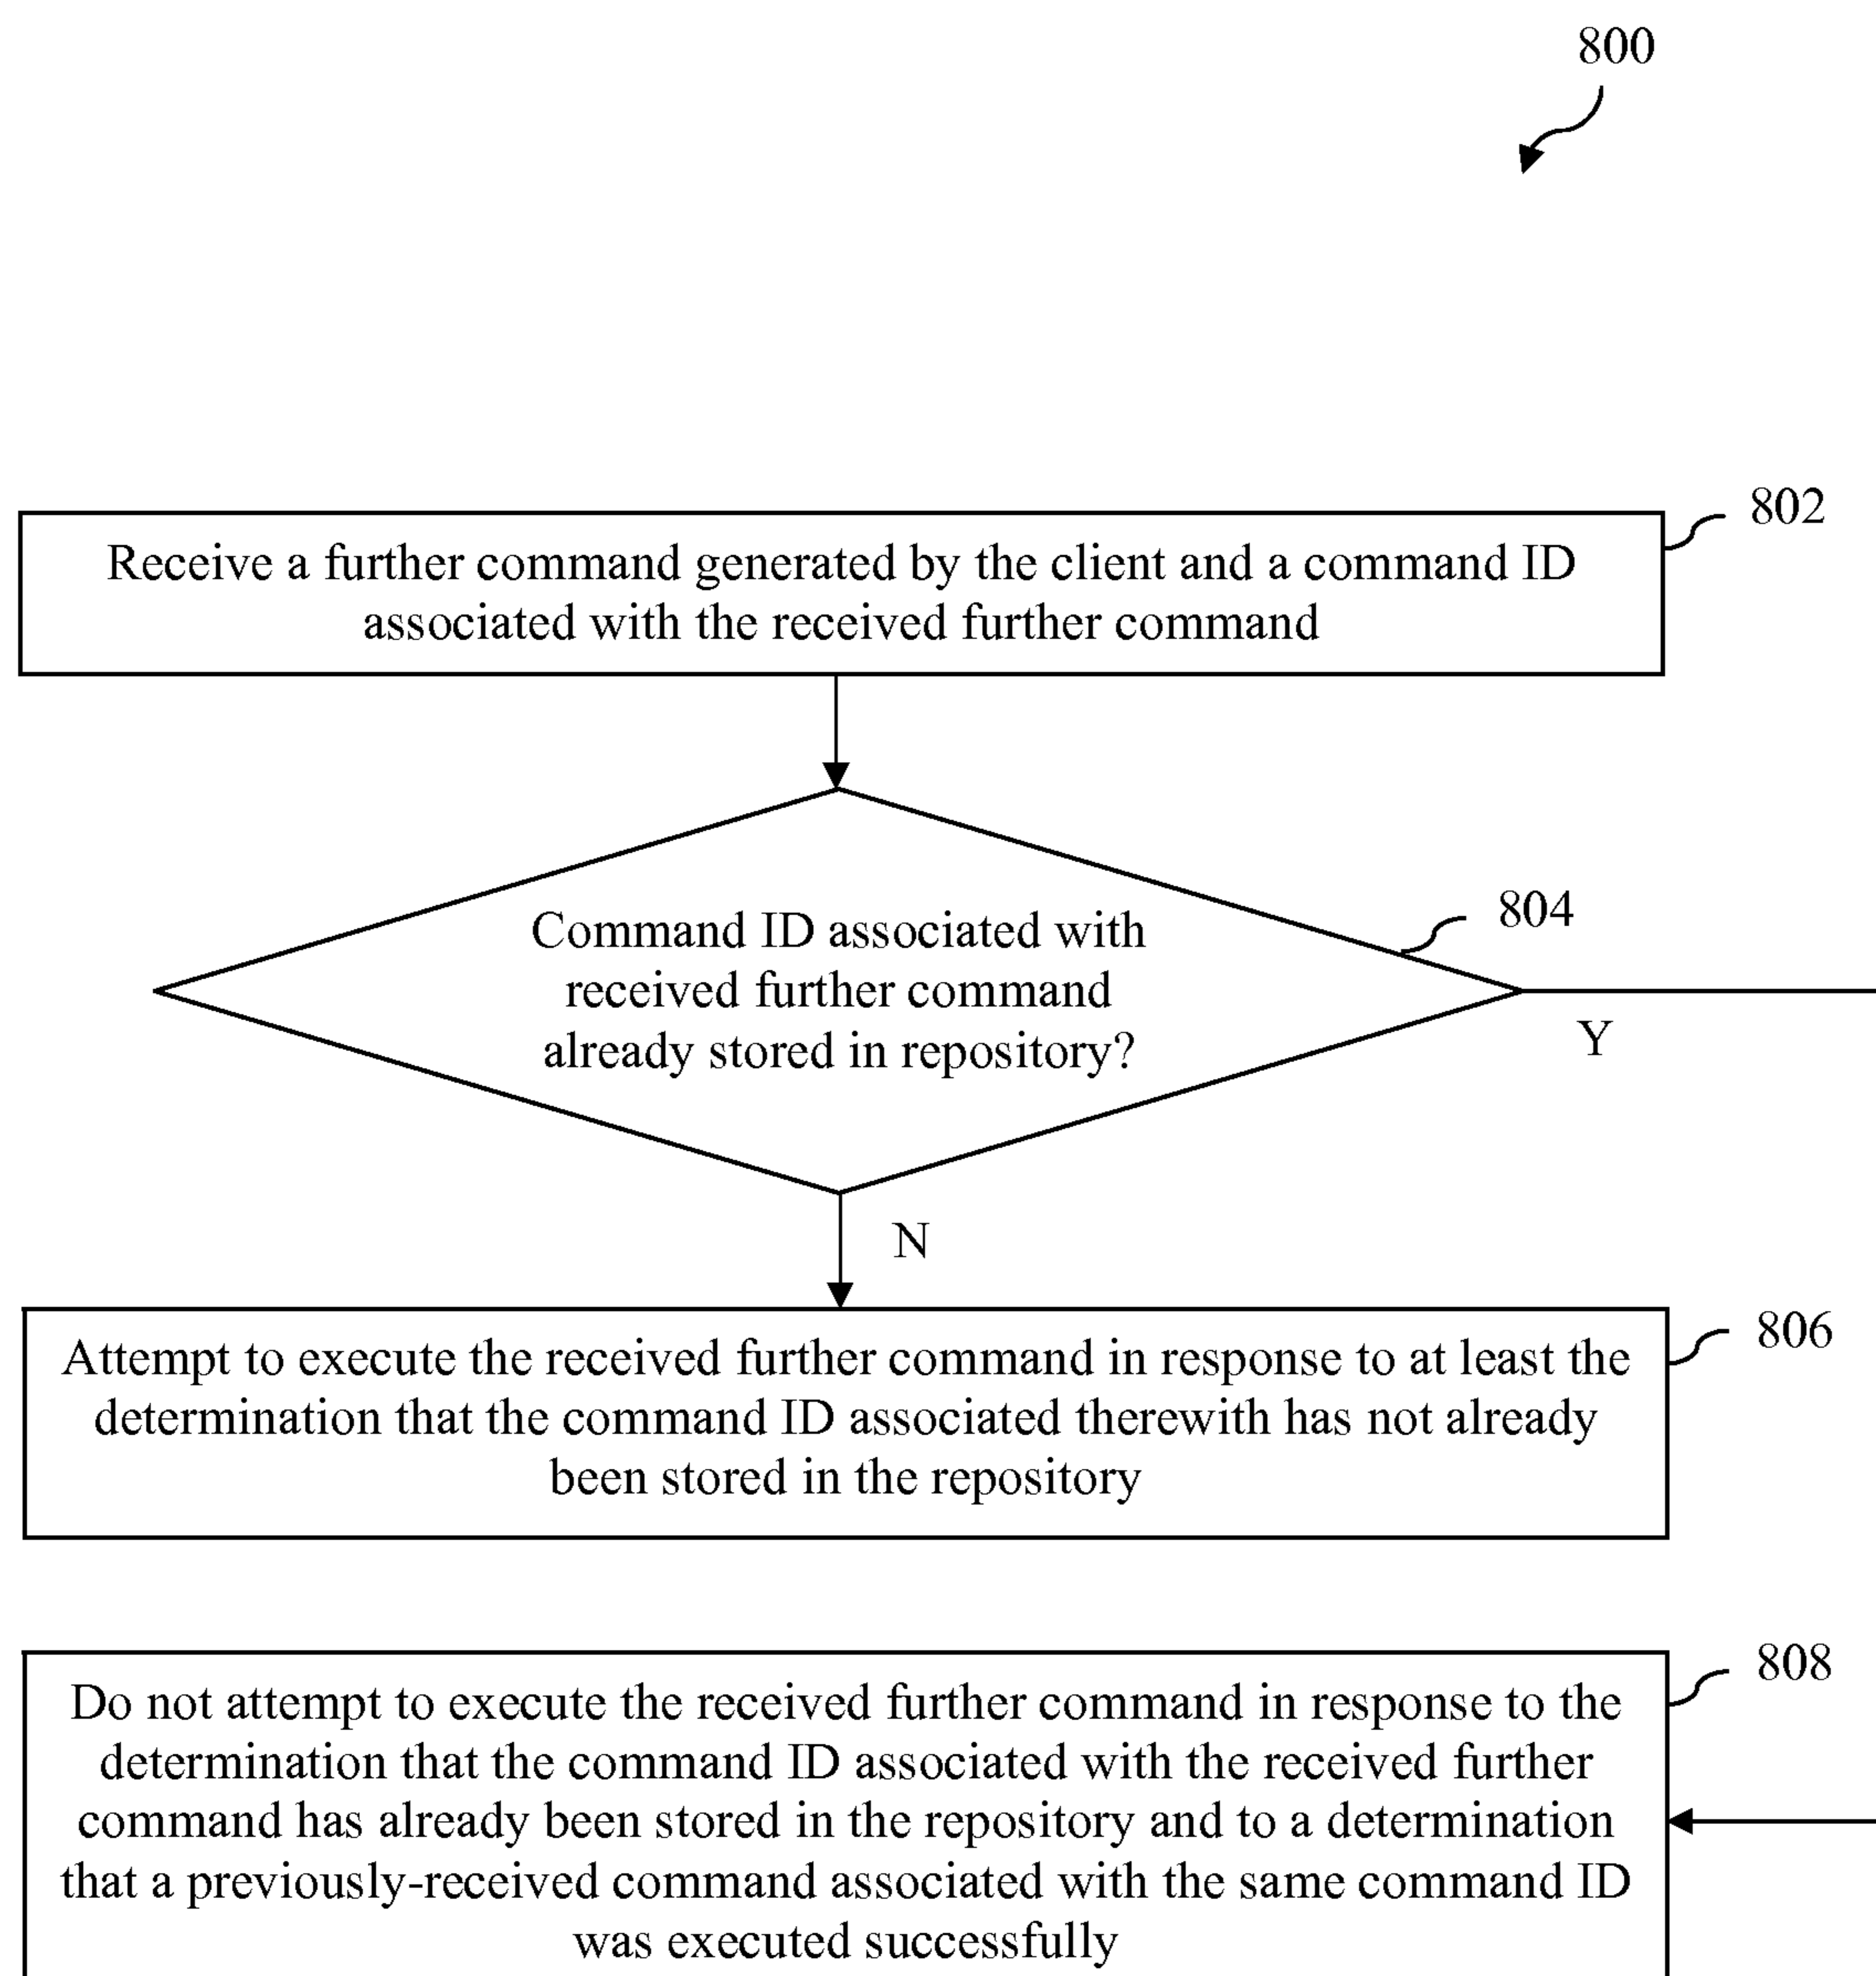 800
802
Receive a further command generated by the client and a command ID
associated with the received further command
804
Command ID associated with
received further command
already stored in repository?
Y
N
806
Attempt to execute the received further command in response to at least the
determination that the command ID associated therewith has not already
been stored in the repository
808
Do not attempt to execute the received further command in response to the
determination that the command ID associated with the received further
command has already been stored in the repository and to a determination
that a previously-received command associated with the same command ID
was executed successfully